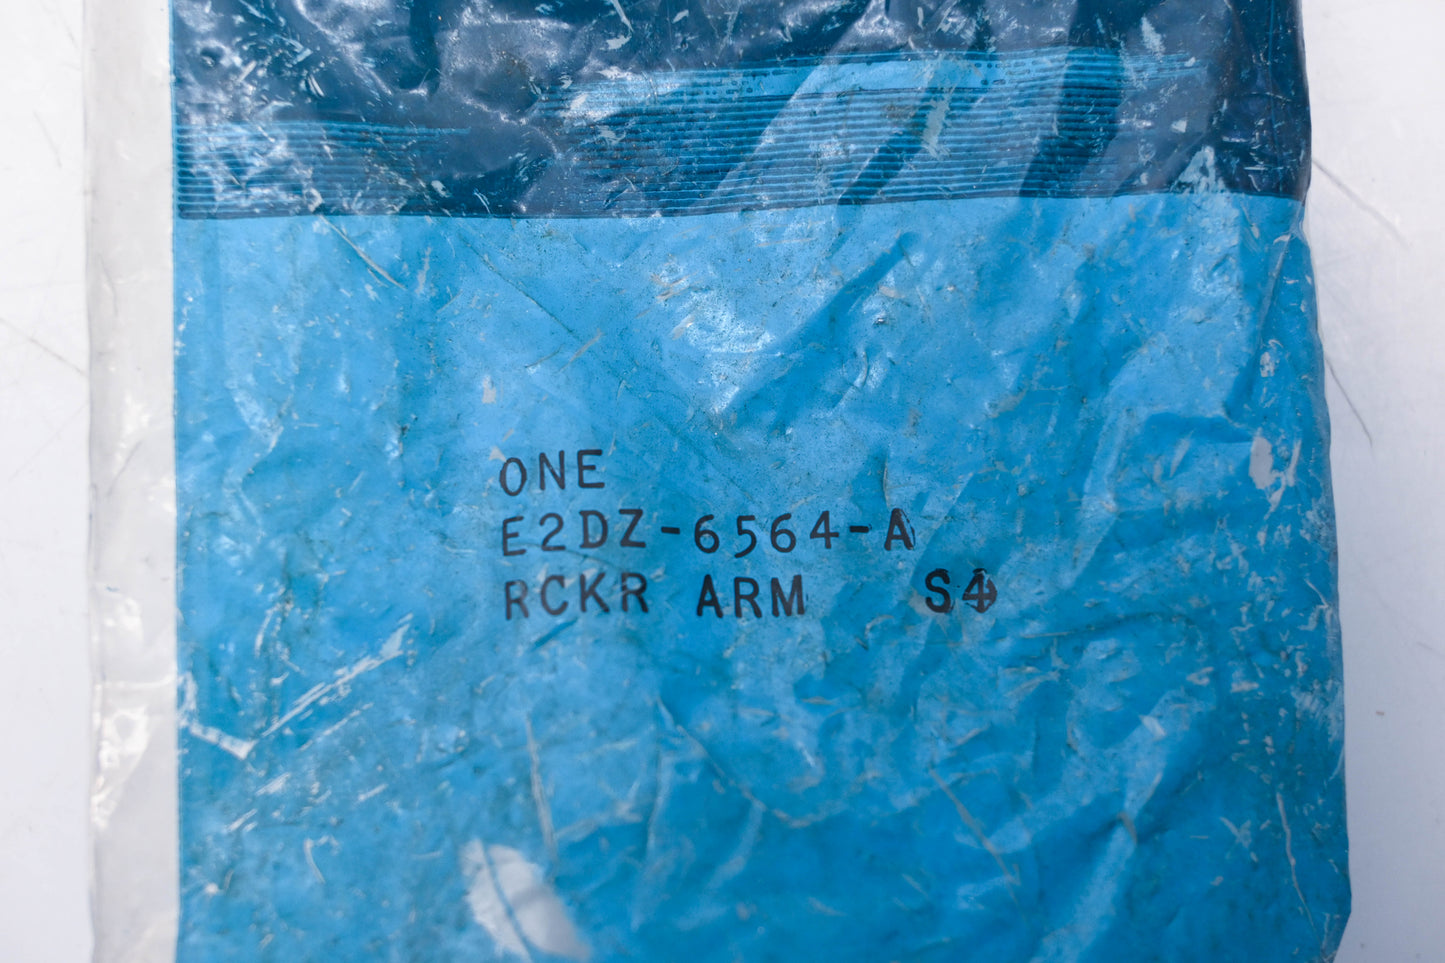 ONE
E2DZ-6564-A
RCKR ARM S4